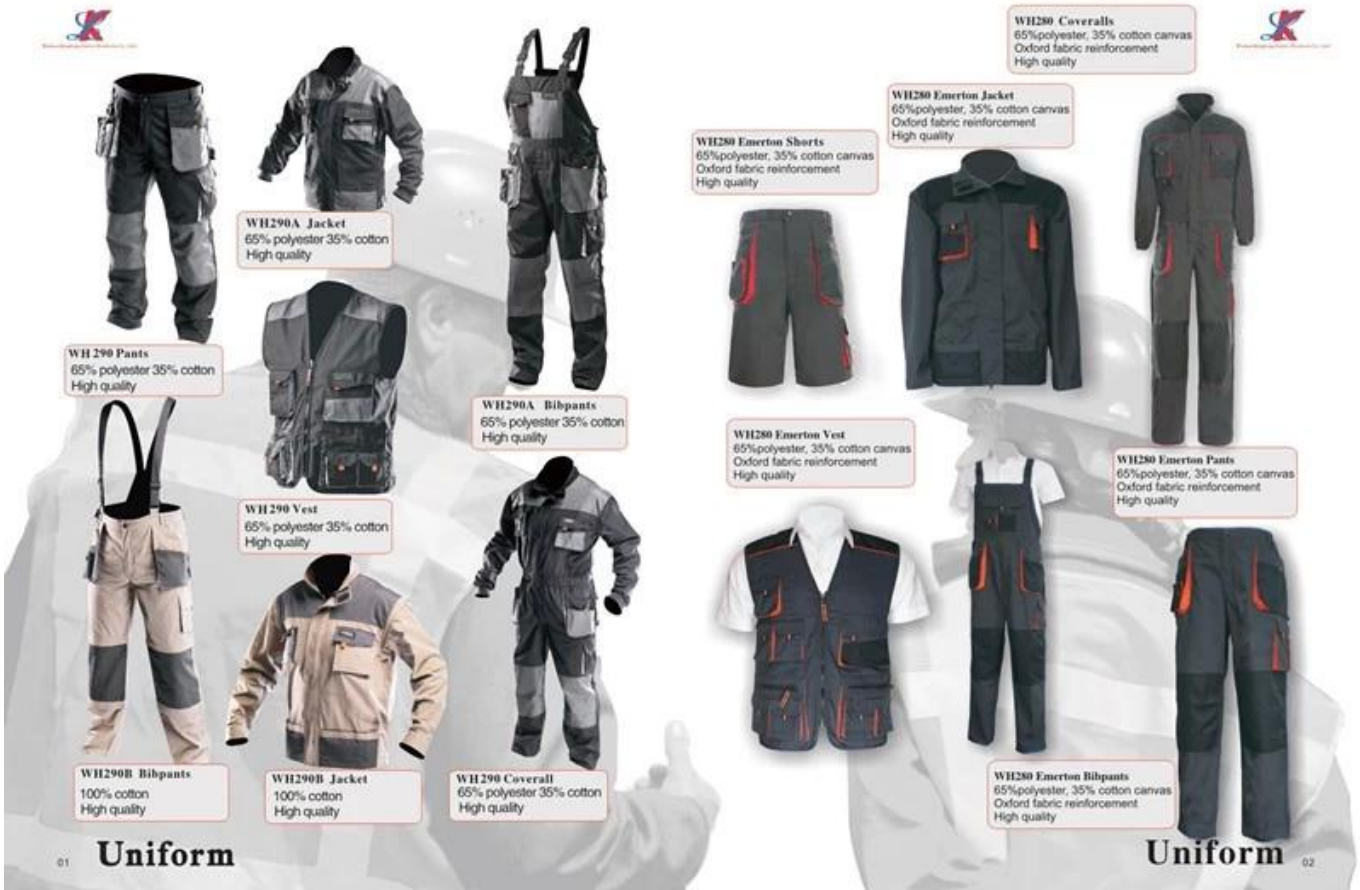 WH290A Jacket
65% polyester 35% cotton
High quality
WH 290 Pants
65% polyester 35% cotton
High quality
WH290A Bibpants
65% polyester 35% cotton
High quality
WH 290 Vest
65% polyester 35% cotton
High quality
WH290B Bibpants
100% cotton
High quality
WH290B Jacket
100% cotton
High quality
WH 290 Coverall
65% polyester 35% cotton
High quality
01 Uniform
WH280 Coveralls
65%polyester, 35% cotton canvas
Oxford fabric reinforcement
High quality
WH280 Emerton Jacket
65%polyester, 35% cotton canvas
Oxford fabric reinforcement
High quality
WH280 Emerton Shorts
65%polyester, 35% cotton canvas
Oxford fabric reinforcement
High quality
WH280 Emerton Vest
65%polyester, 35% cotton canvas
Oxford fabric reinforcement
High quality
WH280 Emerton Pants
65%polyester, 35% cotton canvas
Oxford fabric reinforcement
High quality
WH280 Emerton Bibpants
65%polyester, 35% cotton canvas
Oxford fabric reinforcement
High quality
Uniform 02